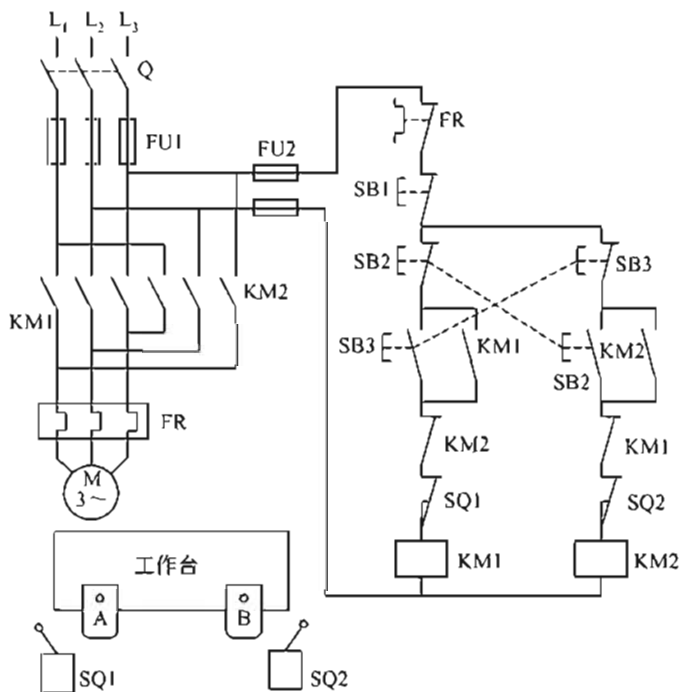 L₁ L₂ L₃
Q
FU1
FU2
FR
SB1
SB2
SB3
KM1
KM2
SB3
KM1
KM2
SB2
FR
KM2
KM1
M
3～
SQ1
SQ2
工作台
KM1
KM2
A
B
SQ1
SQ2